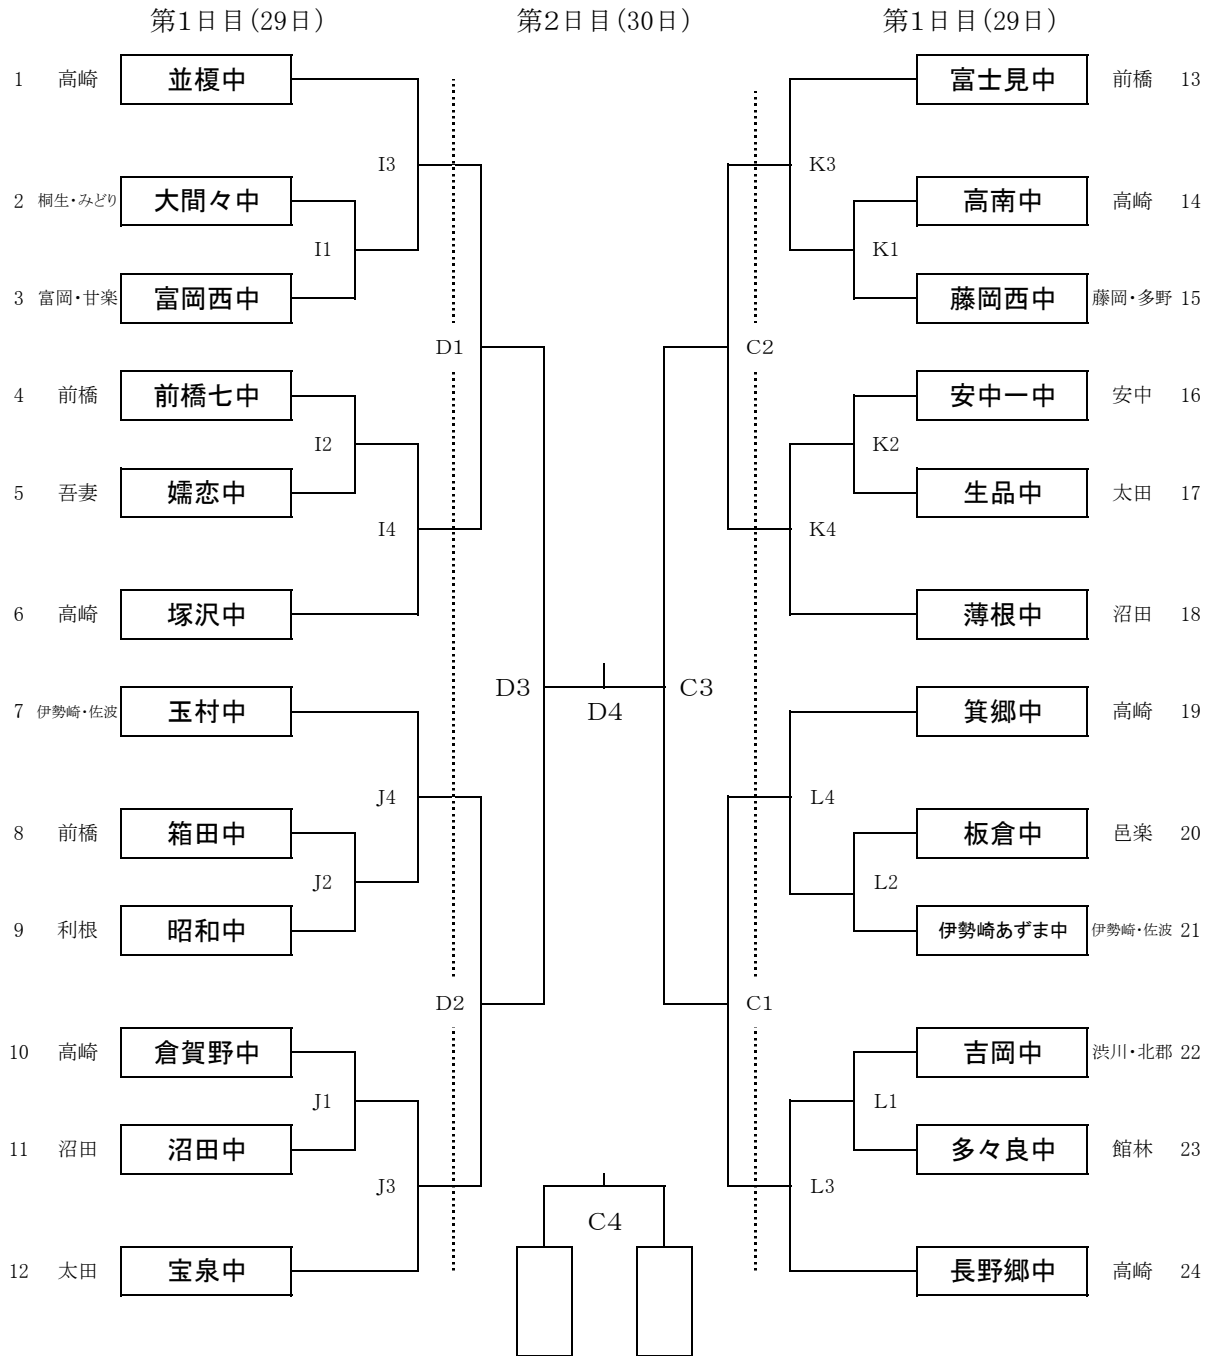 第1日目(29日) 第2日目(30日) 第1日目(29日)
1 高崎 並榎中 富士見中 前橋 13
I3 K3
2 桐生・みどり 大間々中 高南中 高崎 14
I1 K1
3 富岡・甘楽 富岡西中 藤岡西中 藤岡・多野 15
D1 C2
4 前橋 前橋七中 安中一中 安中 16
I2 K2
5 吾妻 嬬恋中 生品中 太田 17
I4 K4
6 高崎 塚沢中 薄根中 沼田 18
D3 C3
7 伊勢崎・佐波 玉村中 D4 箕郷中 高崎 19
J4 L4
8 前橋 箱田中 板倉中 邑楽 20
J2 L2
9 利根 昭和中 伊勢崎あずま中 伊勢崎・佐波 21
D2 C1
10 高崎 倉賀野中 吉岡中 渋川・北郡 22
J1 L1
11 沼田 沼田中 多々良中 館林 23
J3 L3
C4
12 太田 宝泉中 長野郷中 高崎 24